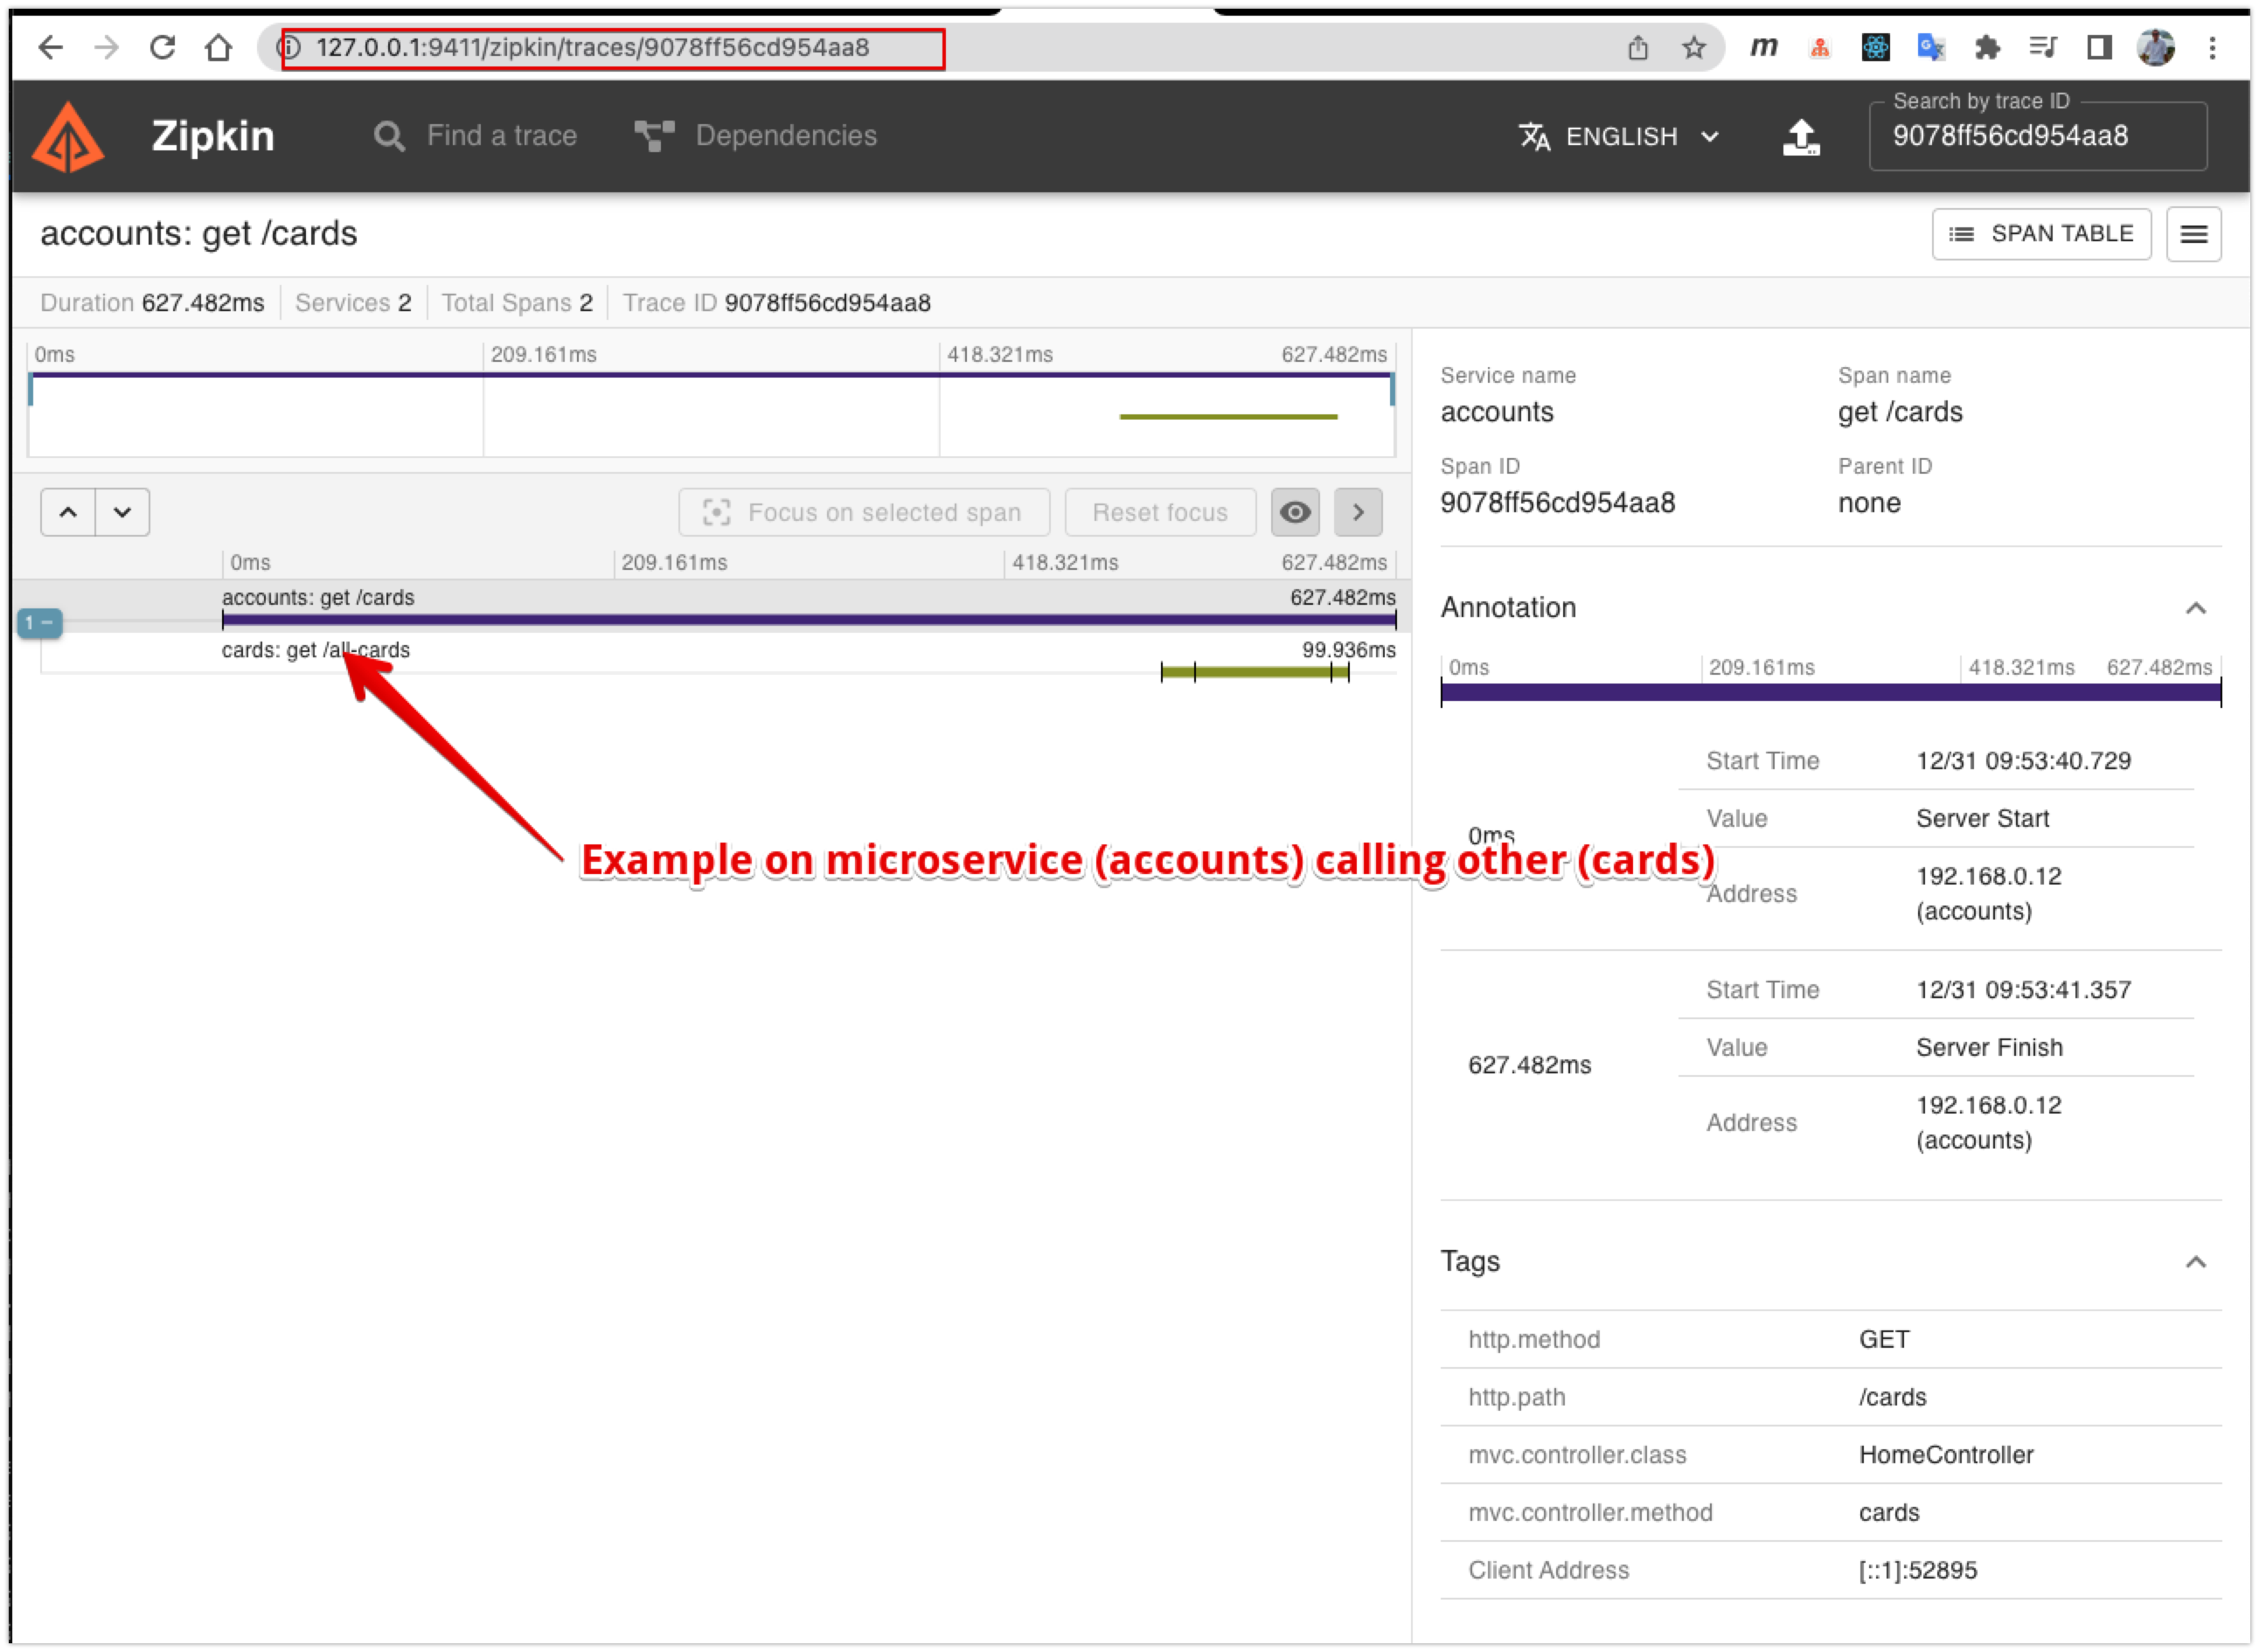 127.0.0.1:9411/zipkin/traces/9078ff56cd954aa8
m
Zipkin
Find a trace
Dependencies
ENGLISH
Search by trace ID
9078ff56cd954aa8
accounts: get /cards
SPAN TABLE
Duration 627.482ms Services 2 Total Spans 2 Trace ID 9078ff56cd954aa8
0ms 209.161ms 418.321ms 627.482ms
Focus on selected span
Reset focus
0ms 209.161ms 418.321ms 627.482ms
accounts: get /cards 627.482ms
1 −
cards: get /all-cards 99.936ms
Example on microservice (accounts) calling other (cards)
Service name Span name
accounts get /cards
Span ID Parent ID
9078ff56cd954aa8 none
Annotation
0ms 209.161ms 418.321ms 627.482ms
Start Time 12/31 09:53:40.729
Value Server Start
0ms
Address 192.168.0.12
(accounts)
Start Time 12/31 09:53:41.357
Value Server Finish
627.482ms
Address 192.168.0.12
(accounts)
Tags
http.method GET
http.path /cards
mvc.controller.class HomeController
mvc.controller.method cards
Client Address [::1]:52895